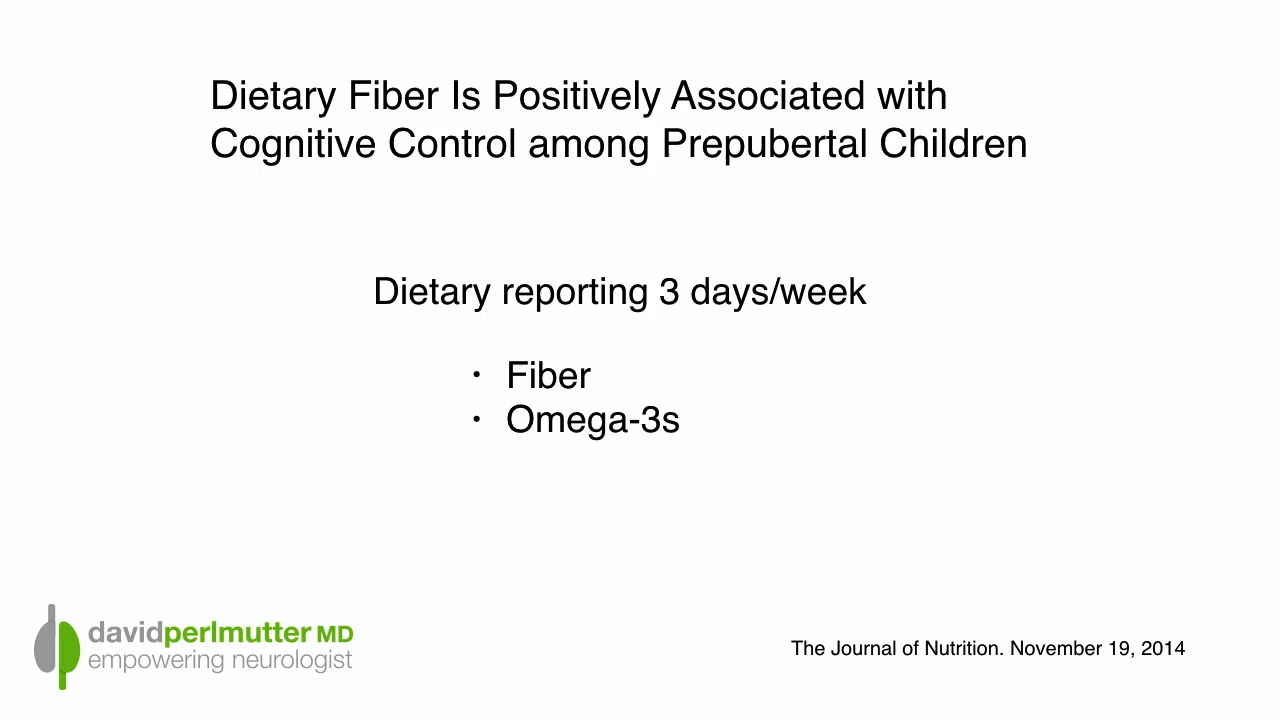 Dietary Fiber Is Positively Associated with
Cognitive Control among Prepubertal Children
Dietary reporting 3 days/week
• Fiber
• Omega-3s
davidperlmutter MD
empowering neurologist
The Journal of Nutrition. November 19, 2014